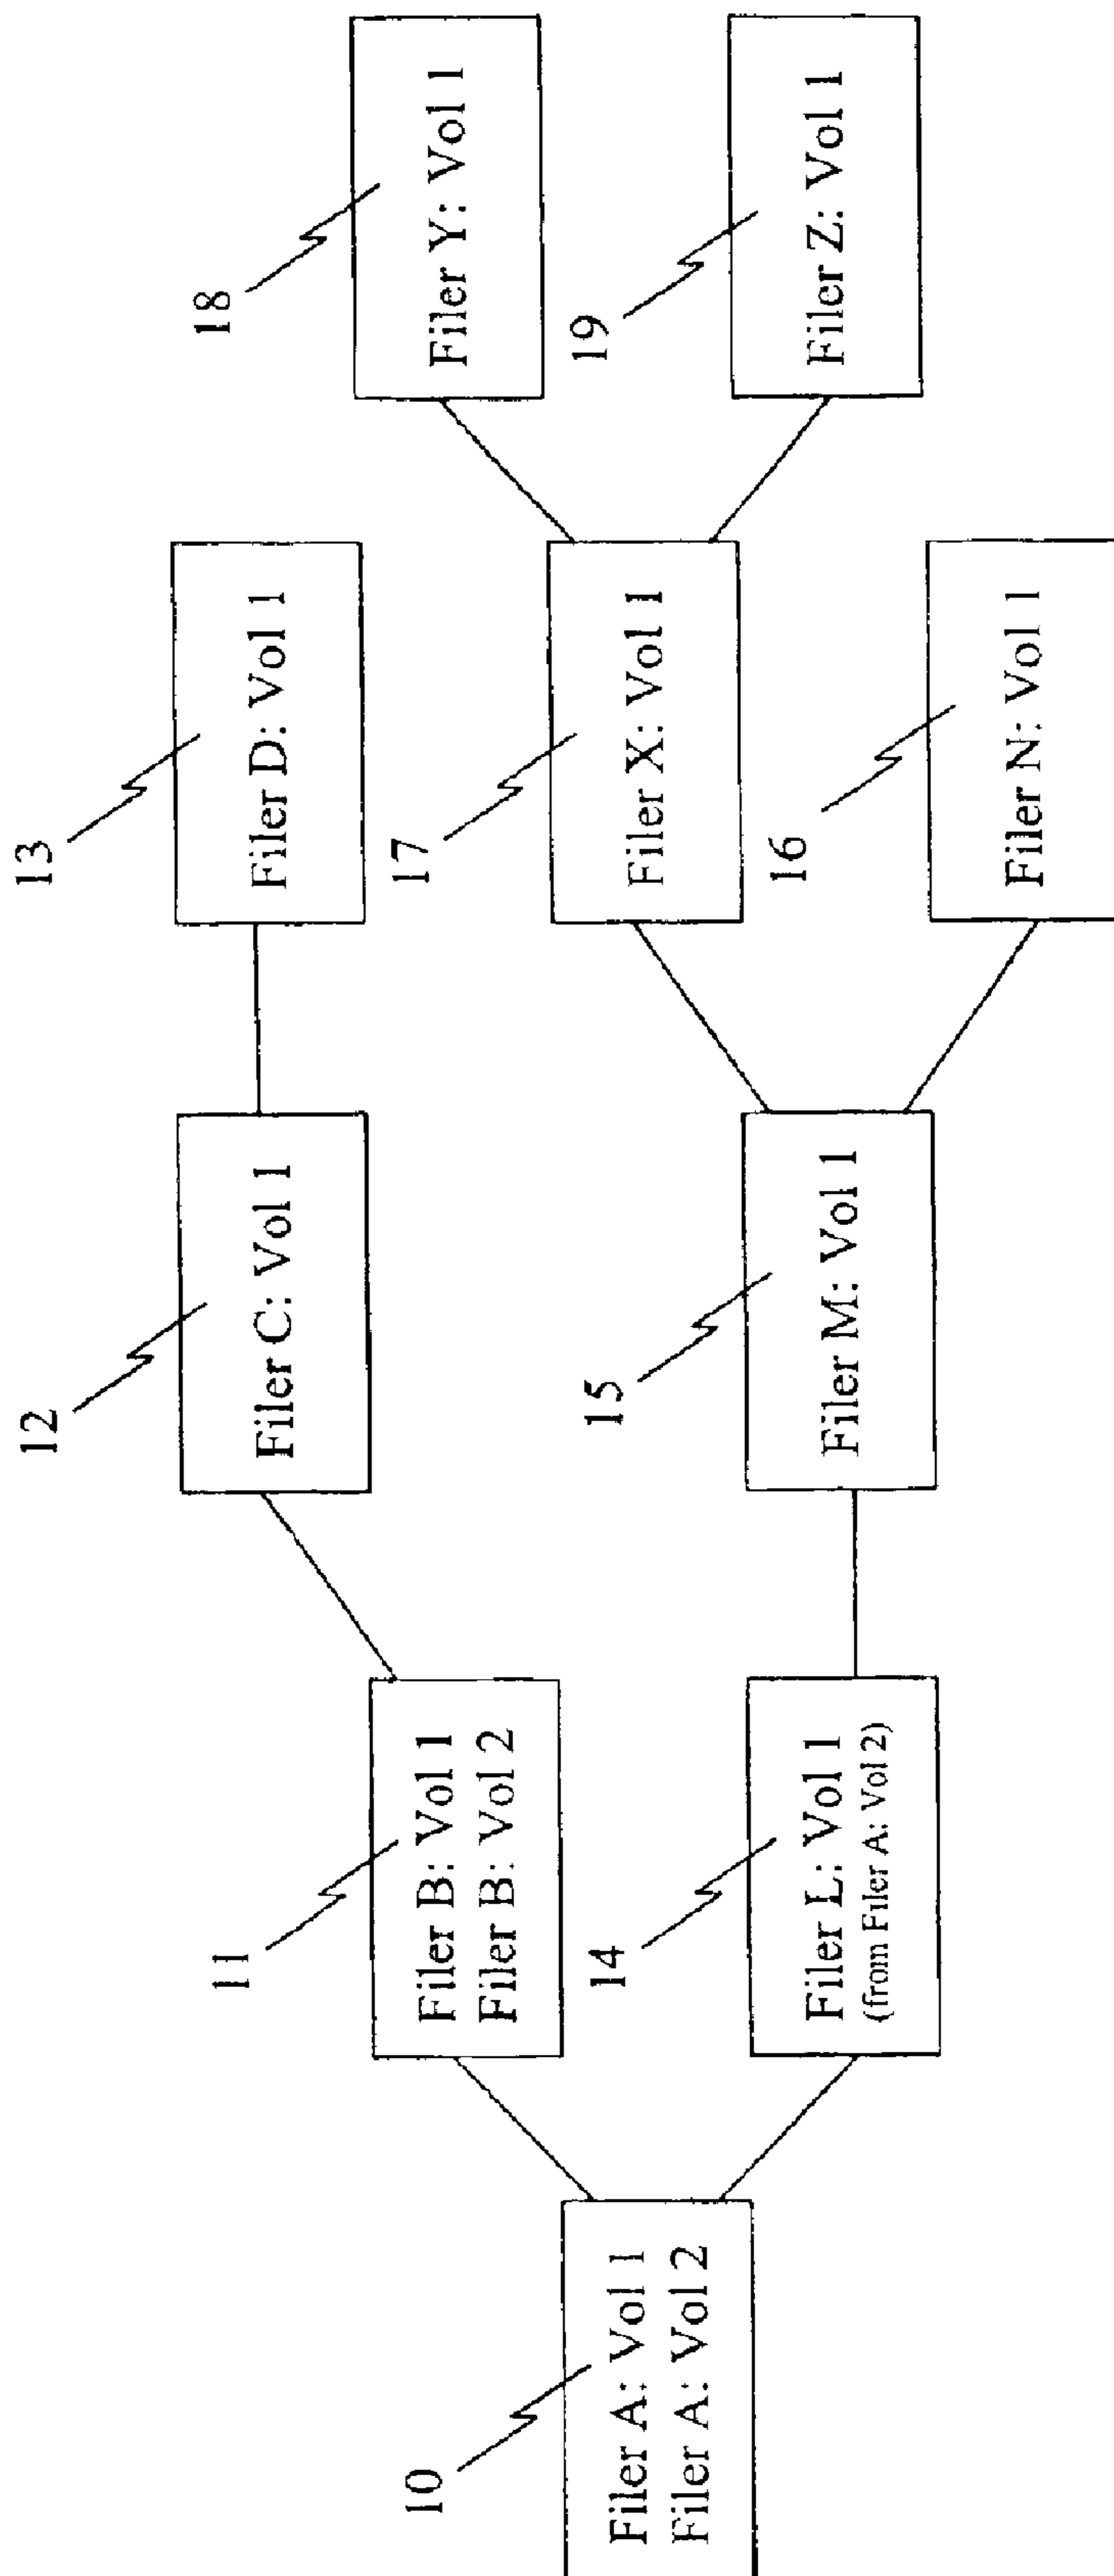 10
Filer A: Vol 1
Filer A: Vol 2
11
Filer B: Vol 1
Filer B: Vol 2
12
Filer C: Vol 1
13
Filer D: Vol 1
14
Filer L: Vol 1
(from Filer A: Vol 2)
15
Filer M: Vol 1
17
Filer X: Vol 1
16
Filer N: Vol 1
18
Filer Y: Vol 1
19
Filer Z: Vol 1